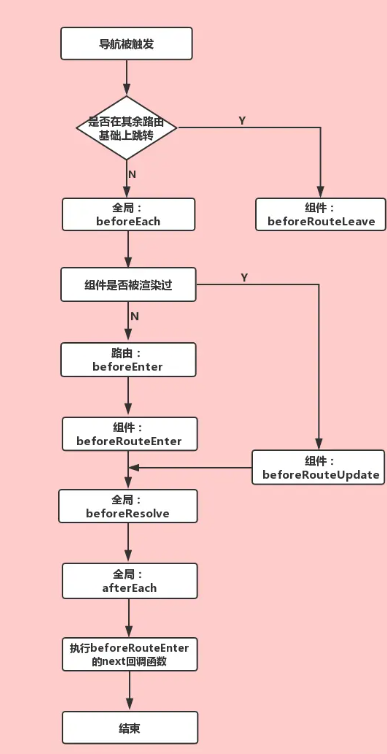 导航被触发
是否在其余路由
基础上跳转
Y
N
全局：
beforeEach
组件：
beforeRouteLeave
组件是否被渲染过
Y
N
路由：
beforeEnter
组件：
beforeRouteEnter
组件：
beforeRouteUpdate
全局：
beforeResolve
全局：
afterEach
执行beforeRouteEnter
的next回调函数
结束